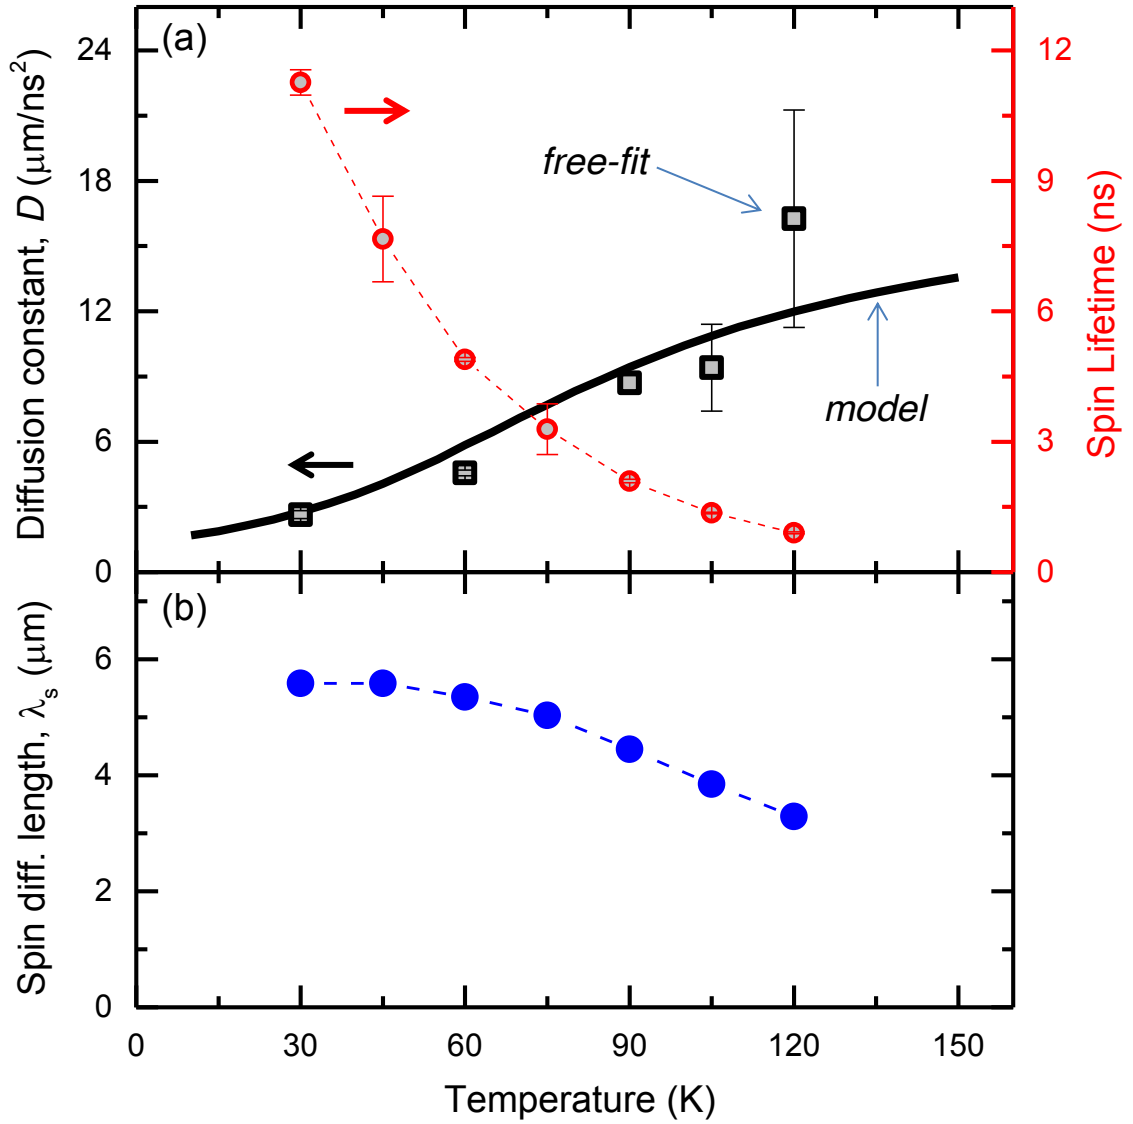 (a)
Diffusion constant, D (μm/ns²)
24
18
12
6
0
12
9
6
3
0
Spin Lifetime (ns)
free-fit
model
(b)
Spin diff. length, λₛ (μm)
6
4
2
0
0 30 60 90 120 150
Temperature (K)